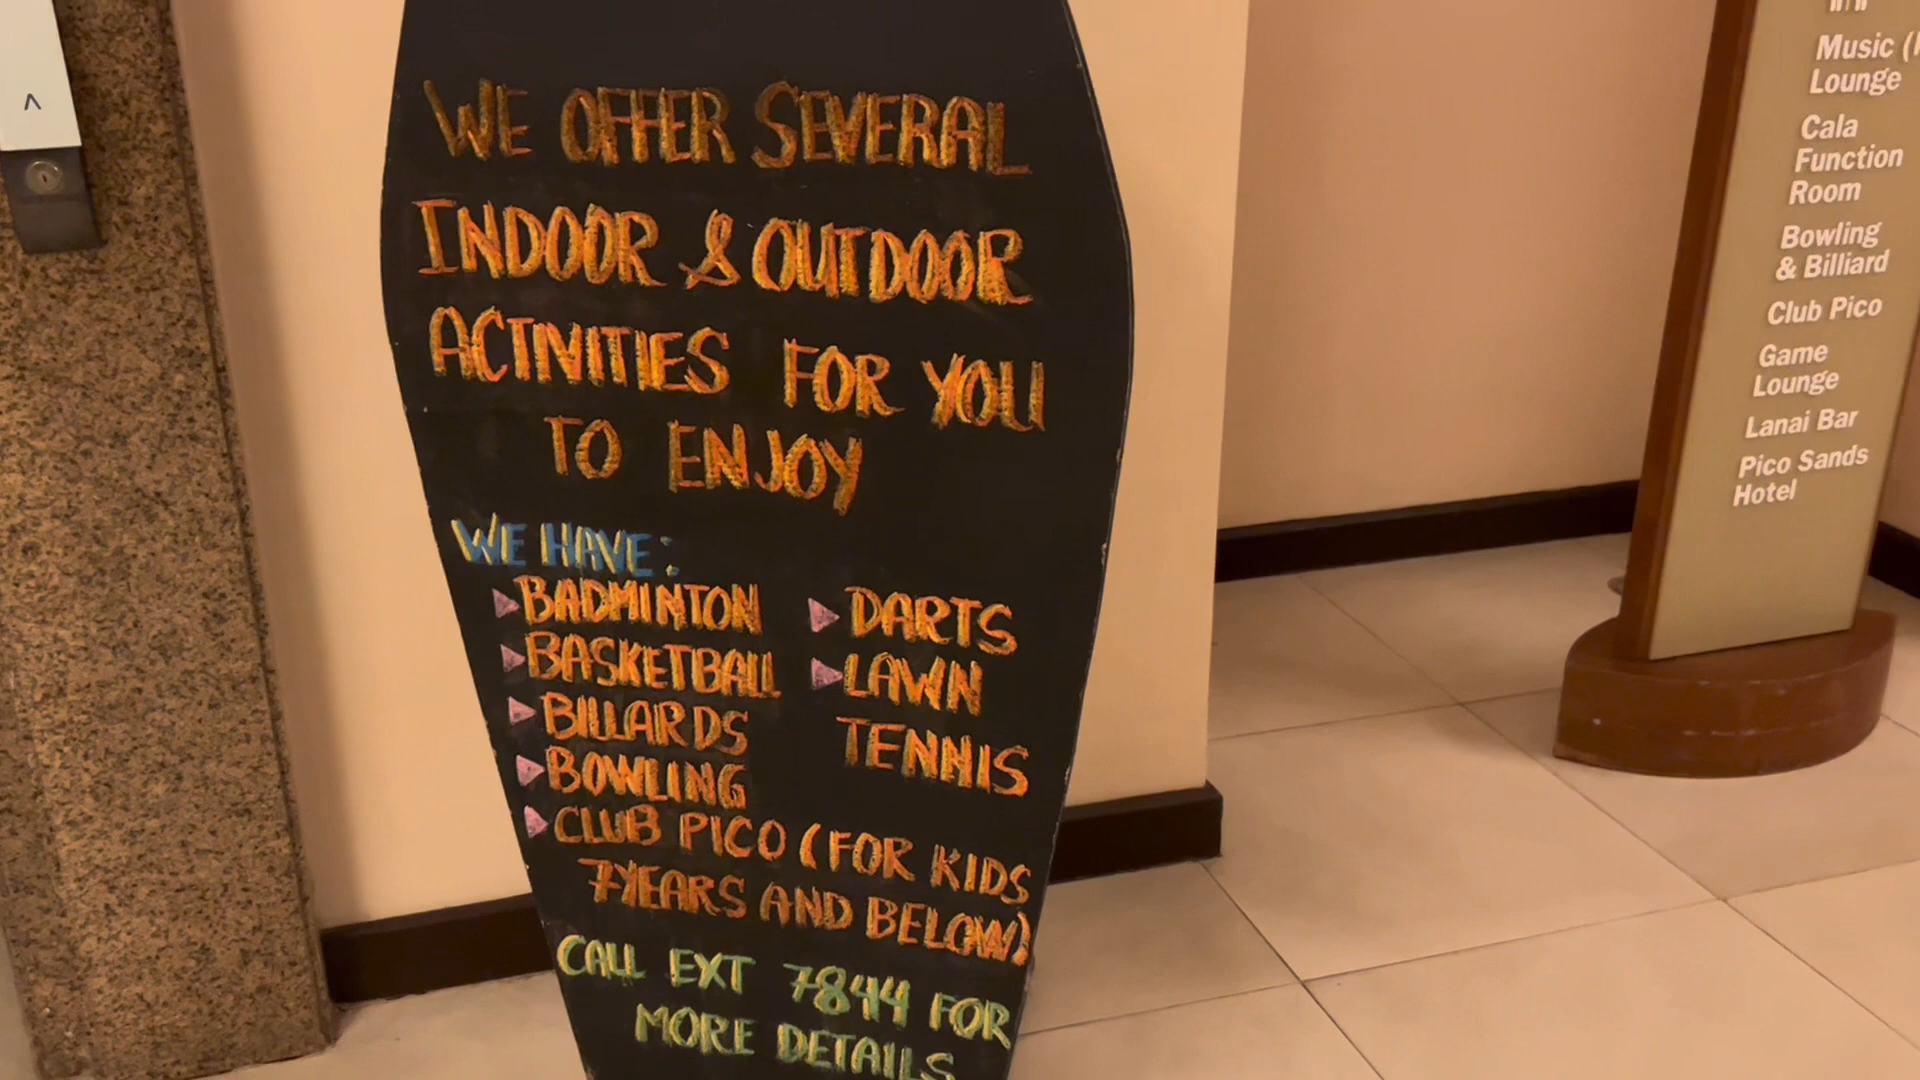 WE OFFER SEVERAL
INDOOR & OUTDOOR
ACTIVITIES FOR YOU
TO ENJOY
WE HAVE:
BADMINTON
BASKETBALL
BILLARDS
BOWLING
CLUB PICO (FOR KIDS
7YEARS AND BELOW)
DARTS
LAWN
TENNIS
CALL EXT 7844 FOR
MORE DETAILS
Music
Lounge
Cala
Function
Room
Bowling
& Billiard
Club Pico
Game
Lounge
Lanai Bar
Pico Sands
Hotel